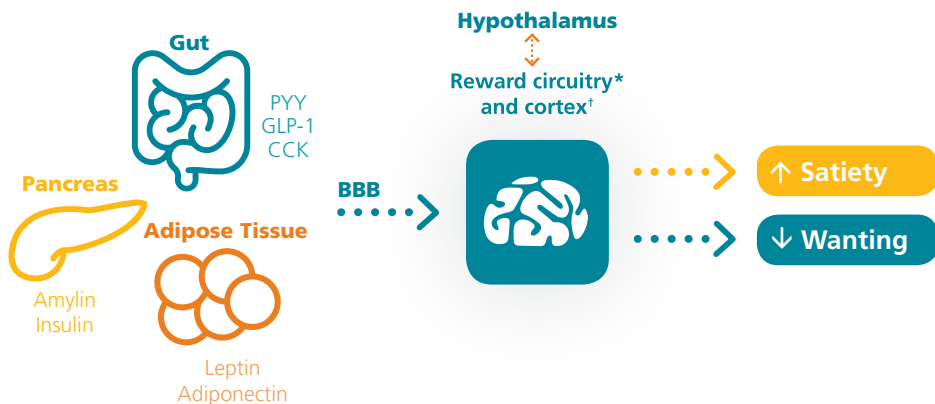 Hypothalamus
Reward circuitry*
and cortex†
Gut
PYY
GLP-1
CCK
Pancreas
Amylin
Insulin
Adipose Tissue
Leptin
Adiponectin
BBB
↑ Satiety
↓ Wanting